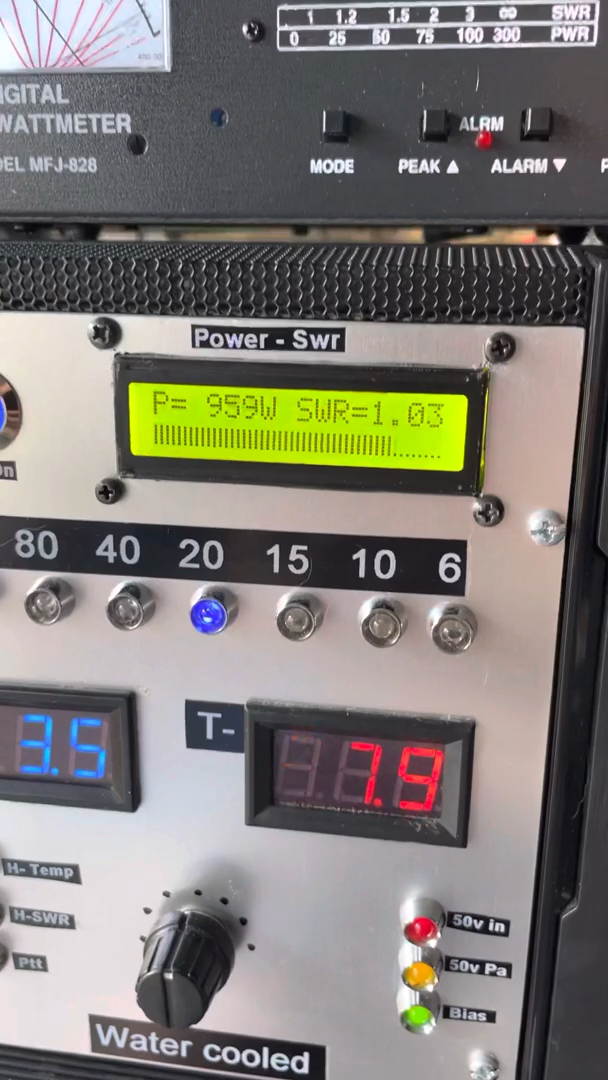 1 1.2 1.5 2 3 ∞ SWR
0 25 50 75 100 300 PWR
IGITAL
WATTMETER
DEL MFJ-828
ALRM
MODE PEAK ▲ ALARM ▼ P
Power - Swr
P= 959W SWR=1.03
On
80 40 20 15 10 6
3.5
T-
7.9
H-Temp
H-SWR
Ptt
50v in
50v Pa
Bias
Water cooled